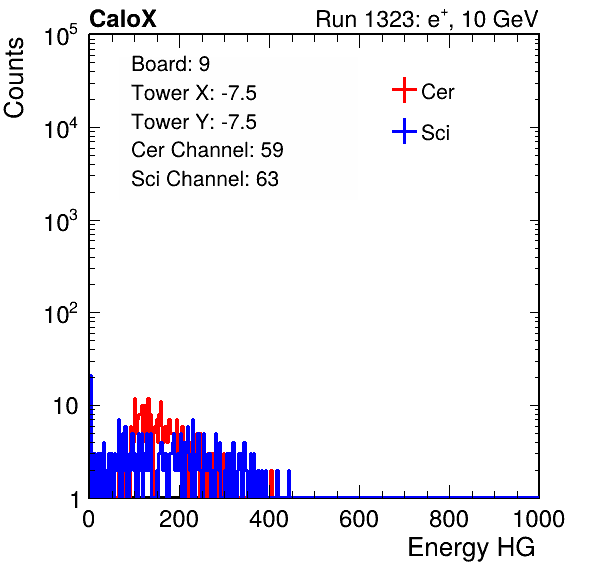 CaloX Run 1323: e⁺, 10 GeV
Counts
10⁵
10⁴
10³
10²
10
1
Board: 9
Tower X: -7.5
Tower Y: -7.5
Cer Channel: 59
Sci Channel: 63
Cer
Sci
0 200 400 600 800 1000
Energy HG